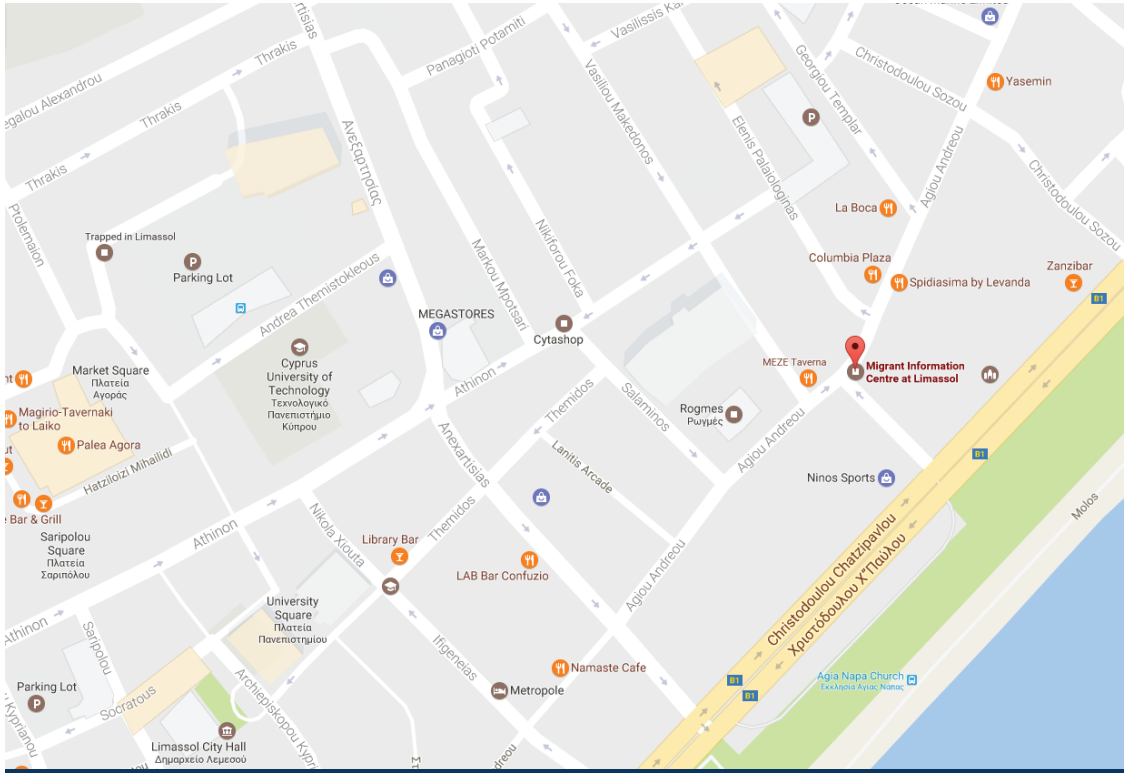 Vasilissis Ka
Thrakis
Panagioti Potamiti
egalou Alexandrou
Christodoulou Sozou
Yasemin
Thrakis
Vasiliou Makedonos
Georgiou Templar
P
Elenis Palaiologinas
Ανεξαρτησίας
Agiou Andreou
Thrakis
Christodoulou Sozou
Ptolemaion
La Boca
Trapped in Limassol
Nikiforou Foka
Markou Mpotsari
Columbia Plaza
Zanzibar
P
Parking Lot
Spidiasima by Levanda
B1
Andrea Themistokleous
MEGASTORES
Cytashop
Cyprus
University of
Technology
Τεχνολογικό
Πανεπιστήμιο
Κύπρου
MEZE Taverna
Migrant Information
Centre at Limassol
Market Square
Πλατεία
Αγοράς
Athinon
Salaminos
Themidos
Rogmes
Ρωγμές
Magirio-Tavernaki
to Laiko
Palea Agora
Anexartisias
Lanitis Arcade
Agiou Andreou
B1
Hatziloizi Mihailidi
Ninos Sports
Molos
e Bar & Grill
Athinon
Nikola Xiouta
Themidos
Saripolou
Square
Πλατεία
Σαριπόλου
Library Bar
LAB Bar Confuzio
Agiou Andreou
Christodoulou Chatzipavlou
Χριστόδουλου Χ"Παύλου
University
Square
Πλατεία
Πανεπιστημίου
Athinon
Saripolou
Ifigeneias
Namaste Cafe
Agia Napa Church
Εκκλησία Αγίας Νάπας
B1
B1
Parking Lot
P
Metropole
Socratous
Archiepiskopou Kypri
u Kyprianou
Limassol City Hall
Δημαρχείο Λεμεσού
ndreou